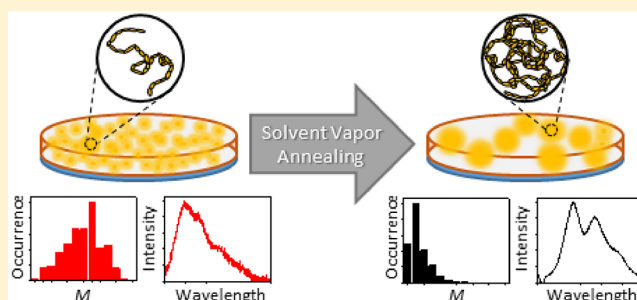 Solvent Vapor
Annealing
Occurrence
M
Intensity
Wavelength
Occurrence
M
Intensity
Wavelength